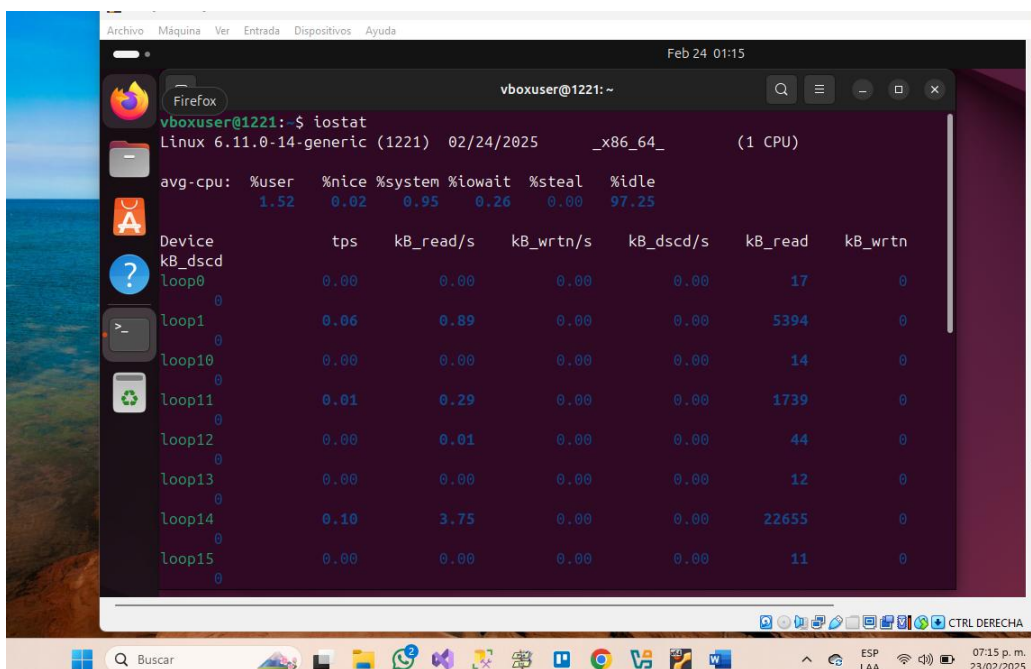 Archivo Máquina Ver Entrada Dispositivos Ayuda
Feb 24 01:15
vboxuser@1221: ~
Firefox
vboxuser@1221:~$ iostat
Linux 6.11.0-14-generic (1221) 02/24/2025 _x86_64_ (1 CPU)
avg-cpu: %user %nice %system %iowait %steal %idle
1.52 0.02 0.95 0.26 0.00 97.25
Device tps kB_read/s kB_wrtn/s kB_dscd/s kB_read kB_wrtn
kB_dscd
loop0 0.00 0.00 0.00 0.00 17 0
0
loop1 0.06 0.89 0.00 0.00 5394 0
0
loop10 0.00 0.00 0.00 0.00 14 0
0
loop11 0.01 0.29 0.00 0.00 1739 0
0
loop12 0.00 0.01 0.00 0.00 44 0
0
loop13 0.00 0.00 0.00 0.00 12 0
0
loop14 0.10 3.75 0.00 0.00 22655 0
0
loop15 0.00 0.00 0.00 0.00 11 0
0
CTRL DERECHA
Buscar
ESP
LAA
07:15 p. m.